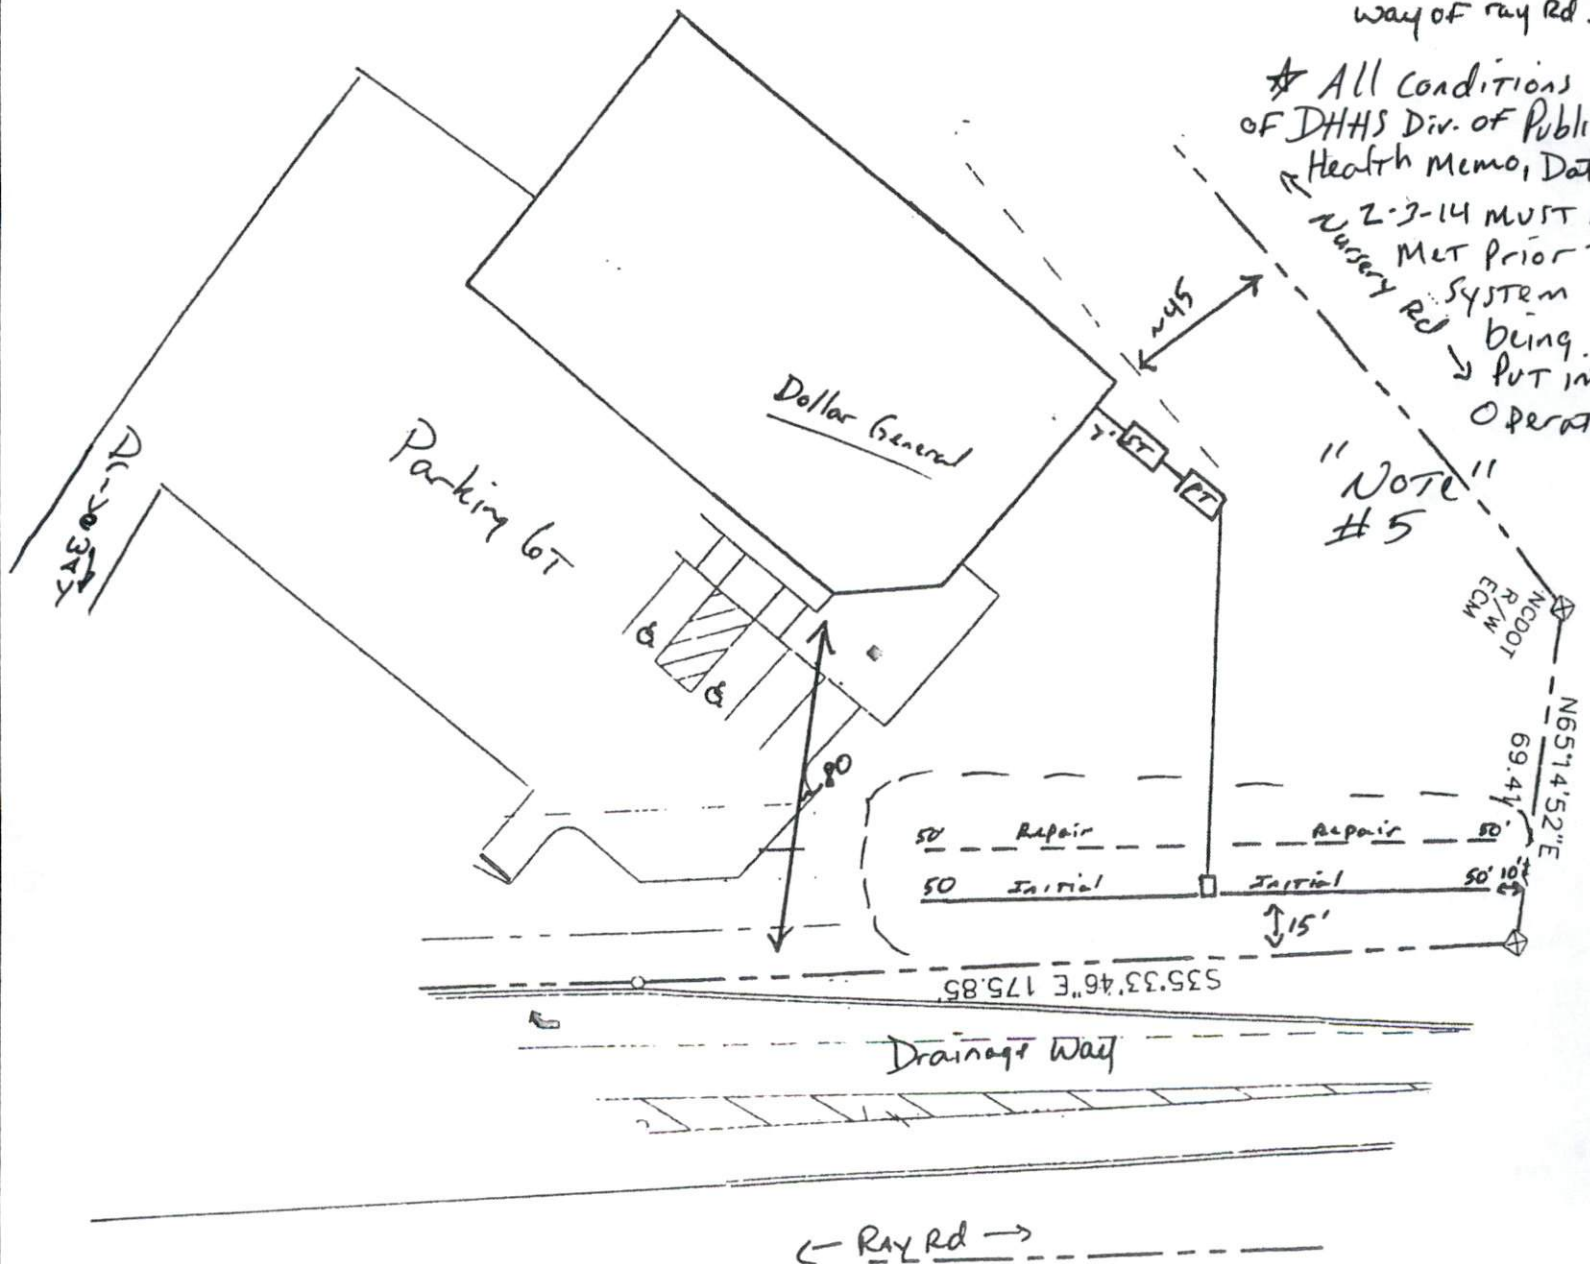 way of ray Rd.
☆ All Conditions
OF DHHS Div. of Publi
Health Memo, Dat
2-3-14 MUST
Met Prior
System
being
Put in
Operat
Nursery Rd
~45
Dollar General
Parking Lot
Driveway
7'
ST
PT
"NOTE"
#5
NCDOT
R/W
ECM
N65°14'52"E
69.41'
~80
50' Repair Repair 50'
50 Initial Initial 50' 10'
15'
S35°33'46"E 175.85'
Drainage Way
← RAY Rd →